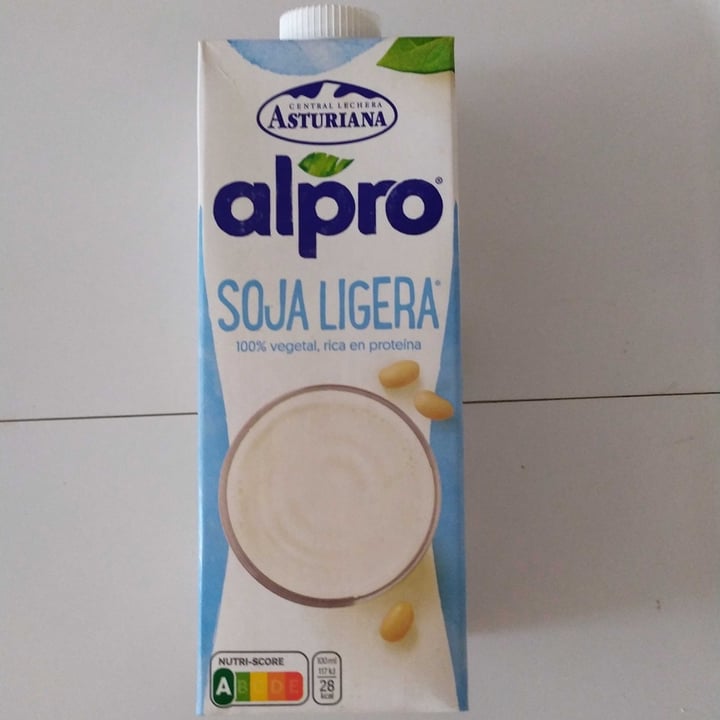 CENTRAL LECHERA
ASTURIANA
alpro®
SOJA LIGERA®
100% vegetal, rica en proteína
NUTRI-SCORE
A B C D E
100ml
117 kJ
28
kcal